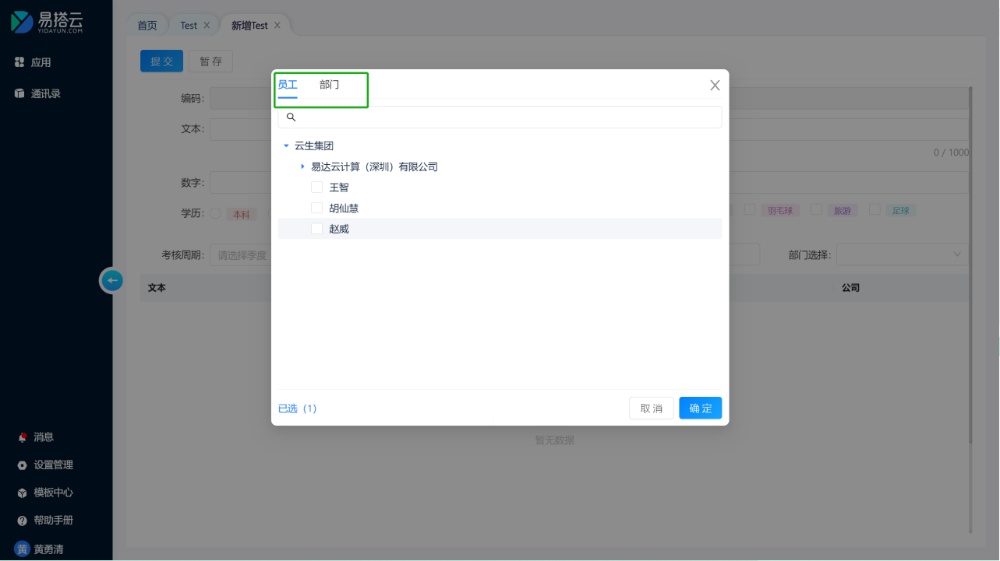 易搭云
YIDAYUN.COM
应用
通讯录
消息
设置管理
模板中心
帮助手册
黄 黄勇清
首页 Test 新增Test
提交 暂存
编码:
文本:
0 / 1000
数字:
学历: 本科 羽毛球 旅游 足球
考核周期: 请选择季度 部门选择:
文本 公司
暂无数据
员工 部门
云生集团
易达云计算（深圳）有限公司
王智
胡仙慧
赵威
已选（1） 取消 确定